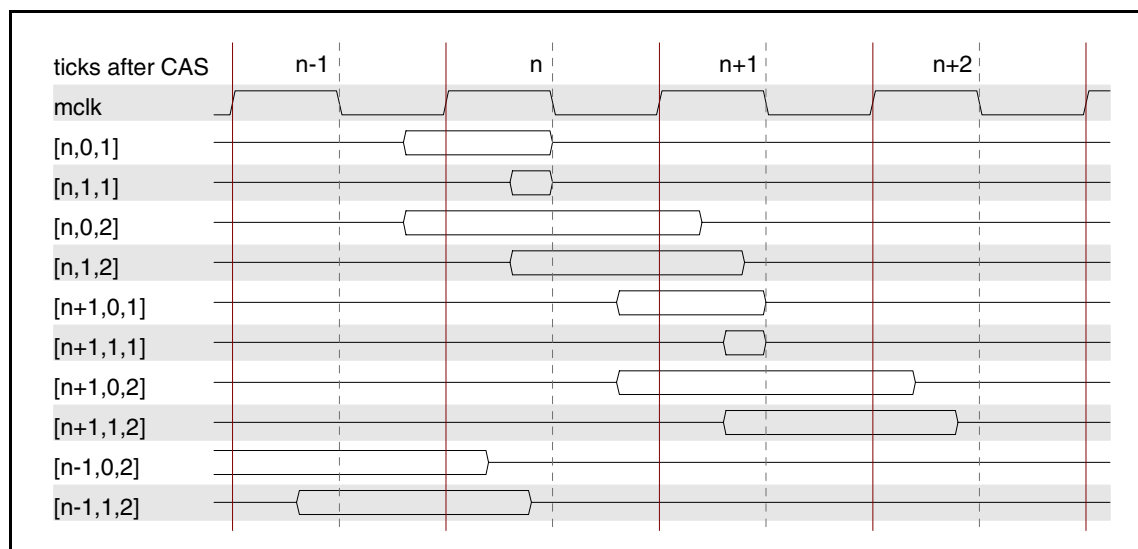 ticks after CAS n-1 n n+1 n+2
mclk
[n,0,1]
[n,1,1]
[n,0,2]
[n,1,2]
[n+1,0,1]
[n+1,1,1]
[n+1,0,2]
[n+1,1,2]
[n-1,0,2]
[n-1,1,2]